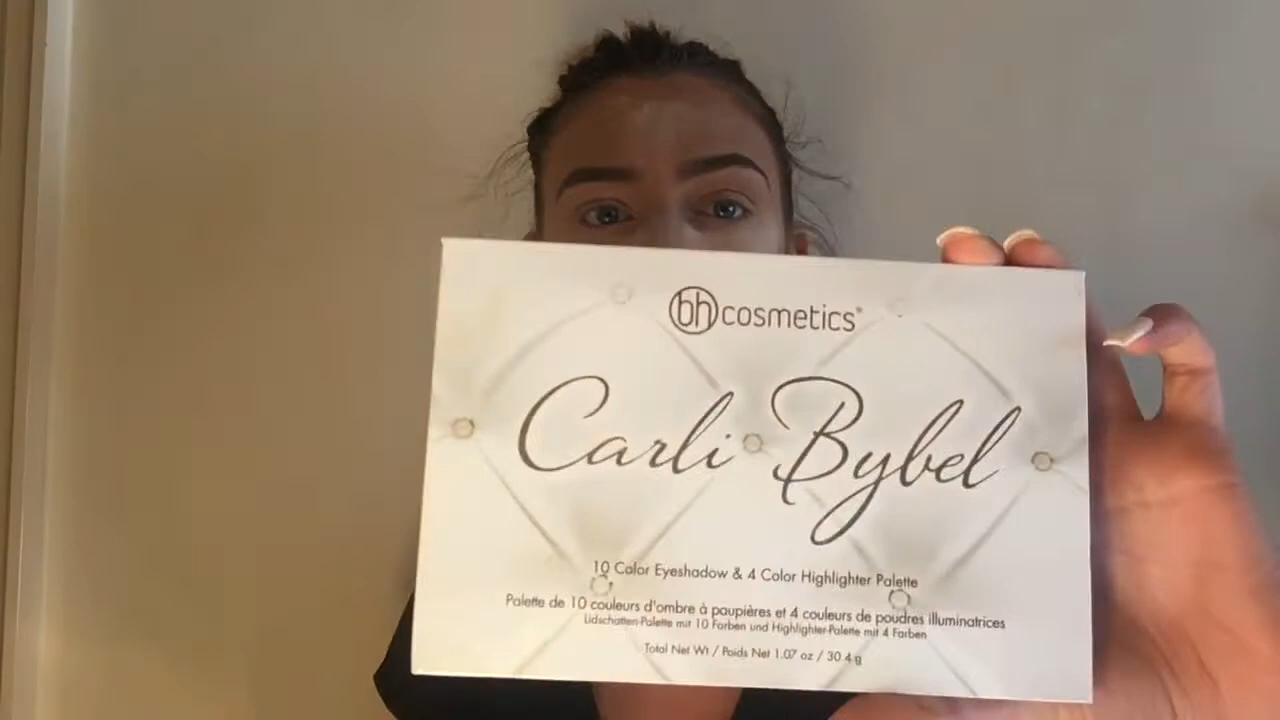 bh cosmetics®
Carli Bybel
10 Color Eyeshadow & 4 Color Highlighter Palette
Palette de 10 couleurs d'ombre à paupières et 4 couleurs de poudres illuminatrices
Lidschatten-Palette mit 10 Farben und Highlighter-Palette mit 4 Farben
Total Net Wt / Poids Net 1.07 oz / 30.4 g